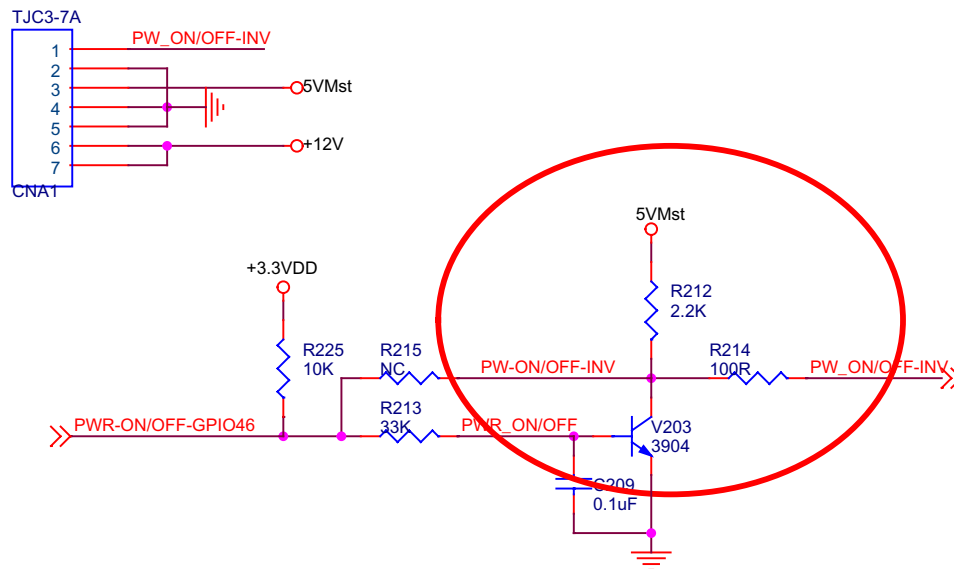 TJC3-7A
1
PW_ON/OFF-INV
2
3
5VMst
4
5
6
+12V
7
CNA1
5VMst
+3.3VDD
R212
2.2K
R225
10K
R215
NC
PW-ON/OFF-INV
R214
100R
PW_ON/OFF-INV
PWR-ON/OFF-GPIO46
R213
33K
PWR_ON/OFF
V203
3904
C209
0.1uF